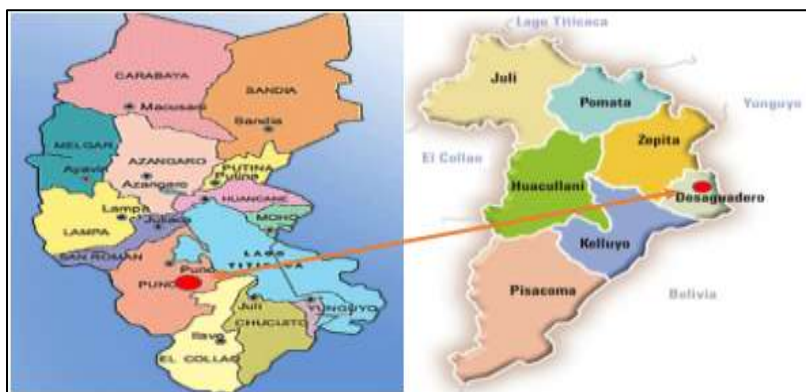 CARABAYA
Macusani
SANDIA
Sandia
MELGAR
Ayaviri
AZANGARO
Azangaro
PUTINA
Putina
HUANCANE
MOHO
Lampa
LAMPA
Juliaca
SAN ROMAN
Puno
PUNO
LAGO
TITICACA
Juli
YUNGUYO
CHUCUITO
Ilave
EL COLLAO
Lago Titicaca
Juli
Pomata
Yunguyo
Zepita
El Collao
Huacullani
Desaguadero
Kelluyo
Pisacoma
Bolivia